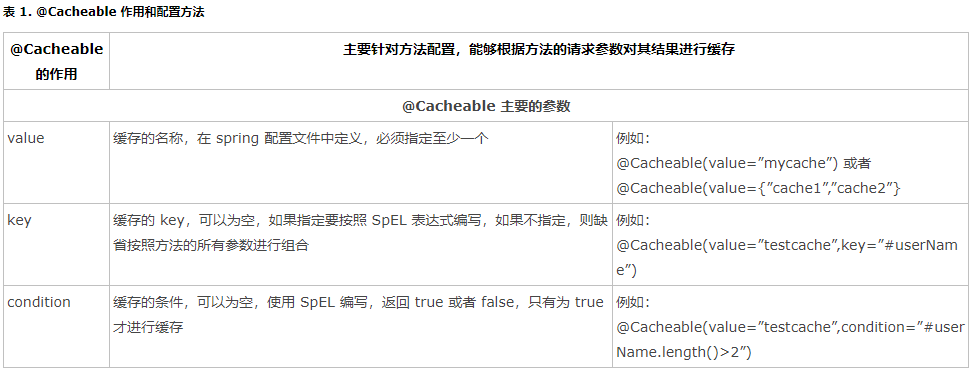 表 1. @Cacheable 作用和配置方法
@Cacheable
的作用
主要针对方法配置，能够根据方法的请求参数对其结果进行缓存
@Cacheable 主要的参数
value
缓存的名称，在 spring 配置文件中定义，必须指定至少一个
例如：
@Cacheable(value=”mycache”) 或者
@Cacheable(value={”cache1”,”cache2”}
key
缓存的 key，可以为空，如果指定要按照 SpEL 表达式编写，如果不指定，则缺
省按照方法的所有参数进行组合
例如：
@Cacheable(value=”testcache”,key=”#userNam
e”)
condition
缓存的条件，可以为空，使用 SpEL 编写，返回 true 或者 false，只有为 true
才进行缓存
例如：
@Cacheable(value=”testcache”,condition=”#user
Name.length()>2”)